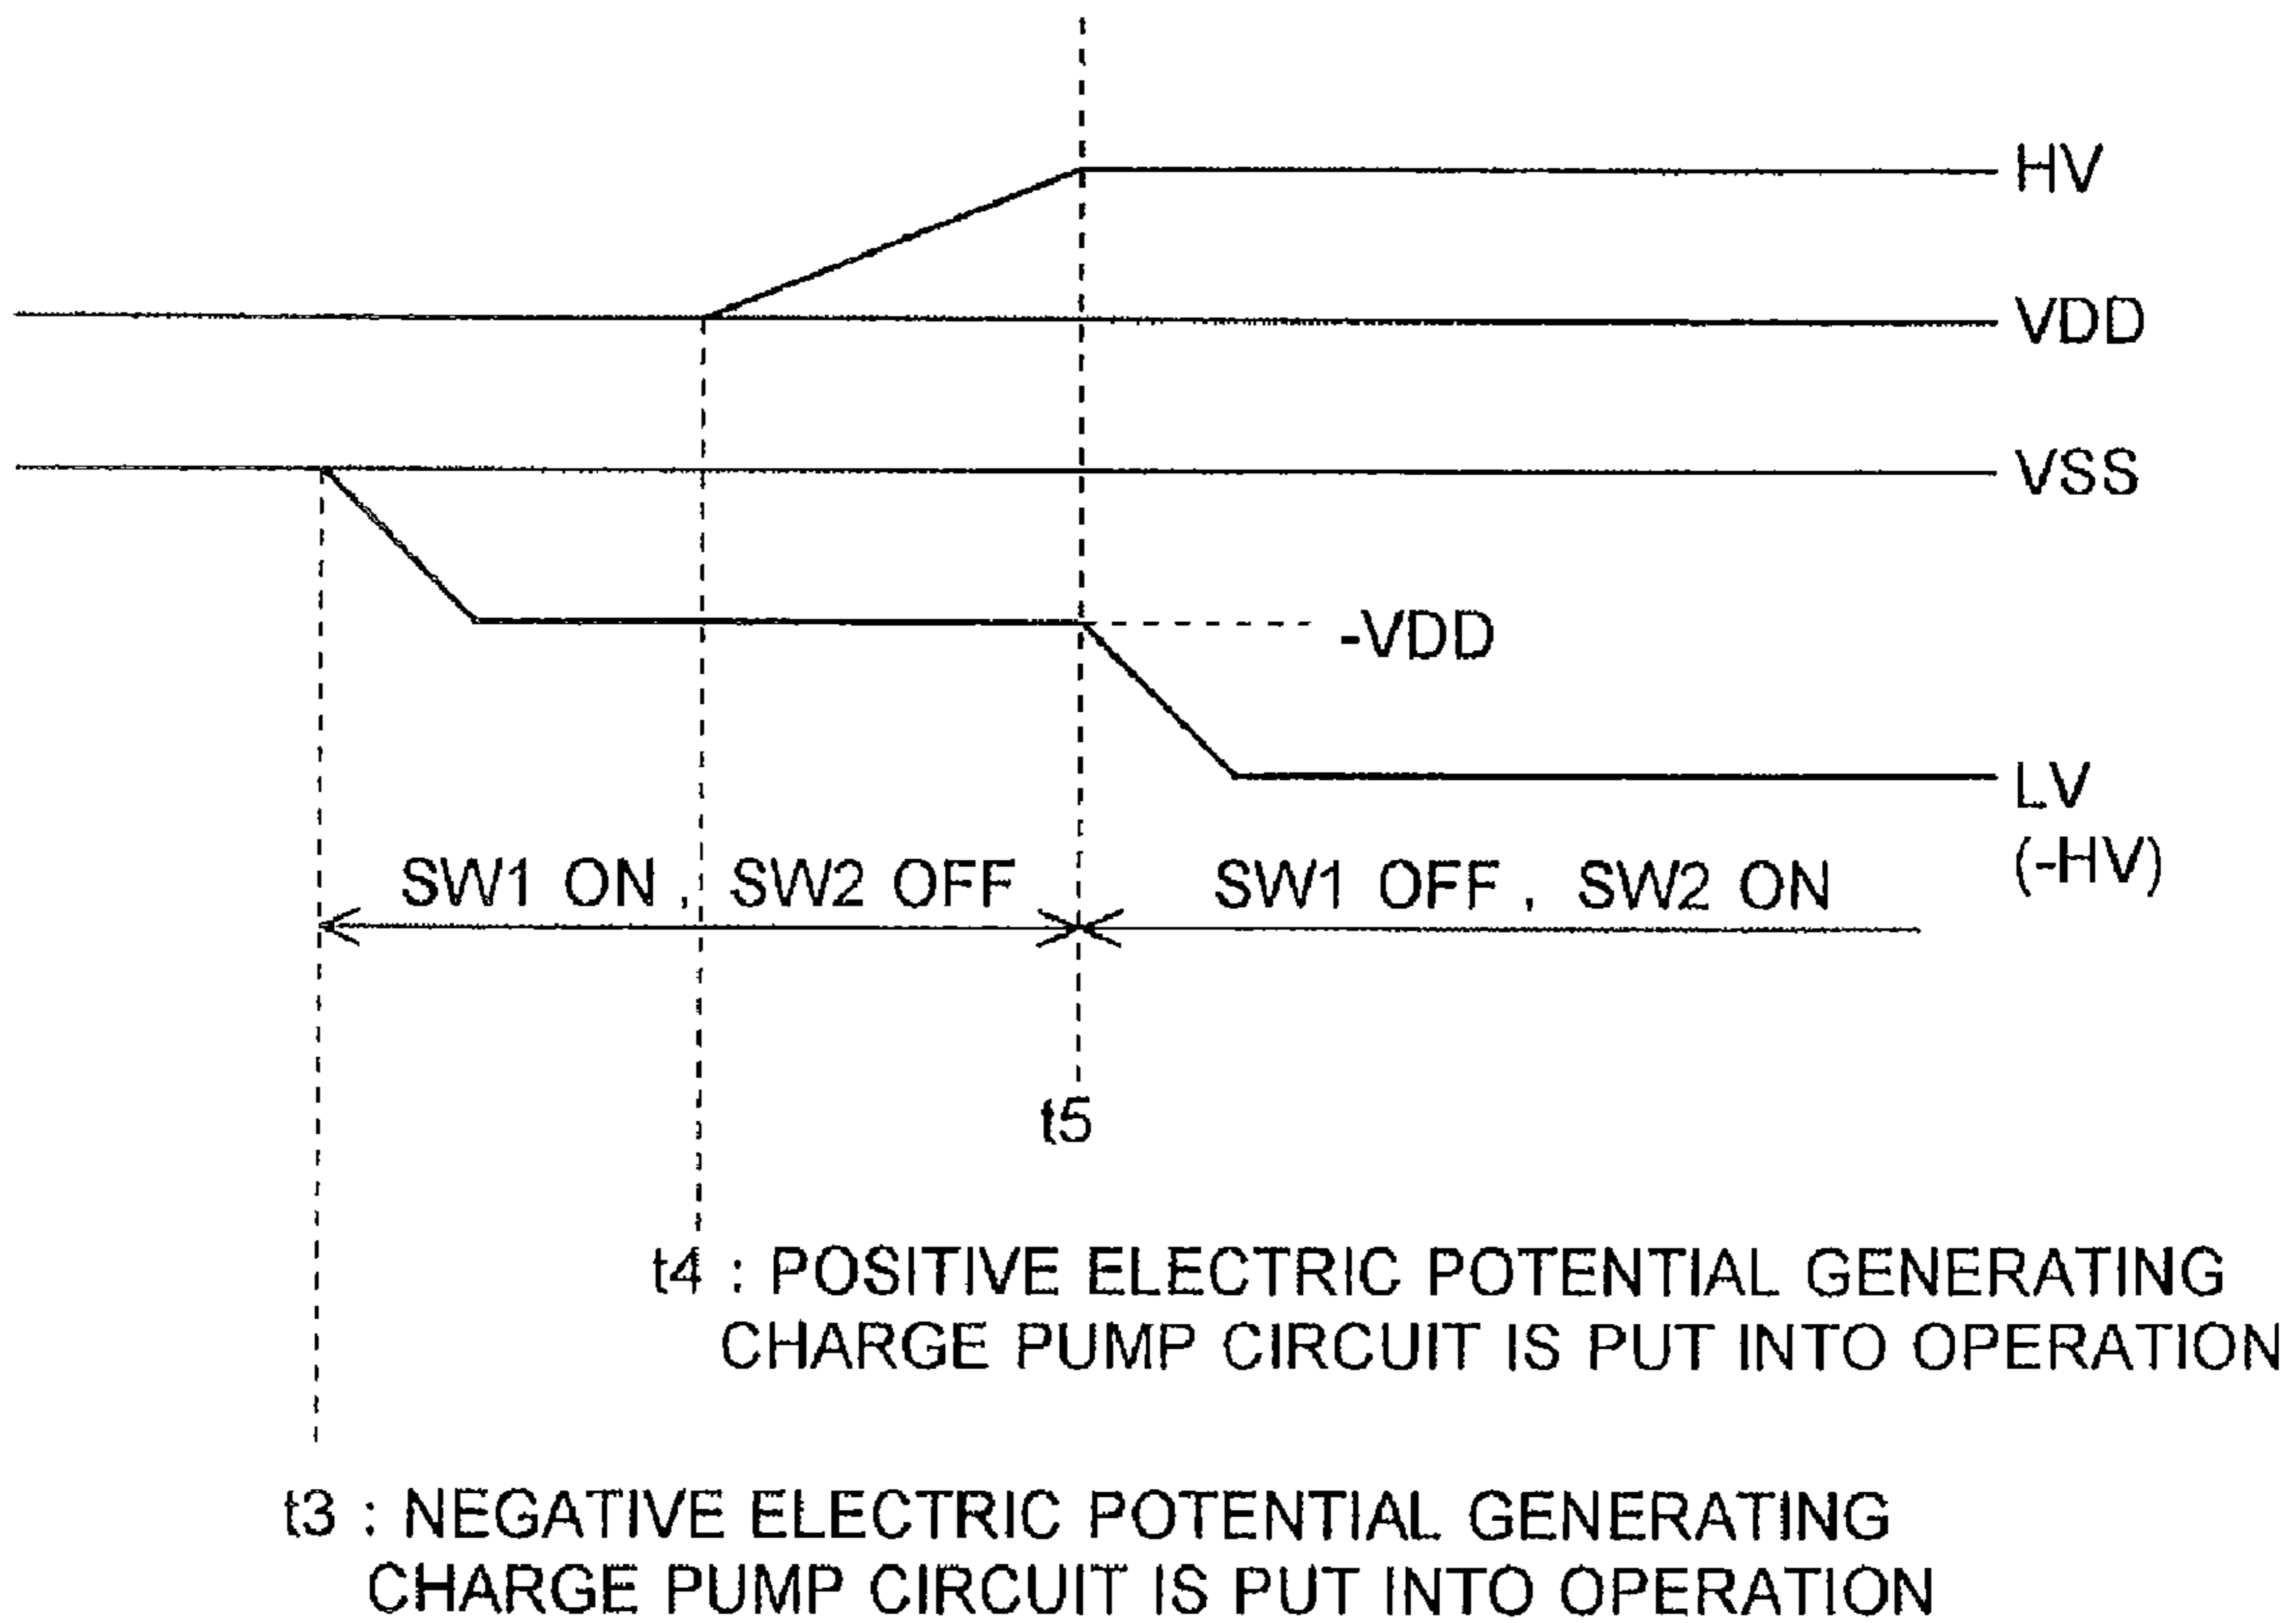 HV
VDD
VSS
-VDD
LV
(-HV)
SW1 ON , SW2 OFF
SW1 OFF , SW2 ON
t5
t4 : POSITIVE ELECTRIC POTENTIAL GENERATING
CHARGE PUMP CIRCUIT IS PUT INTO OPERATION
t3 : NEGATIVE ELECTRIC POTENTIAL GENERATING
CHARGE PUMP CIRCUIT IS PUT INTO OPERATION